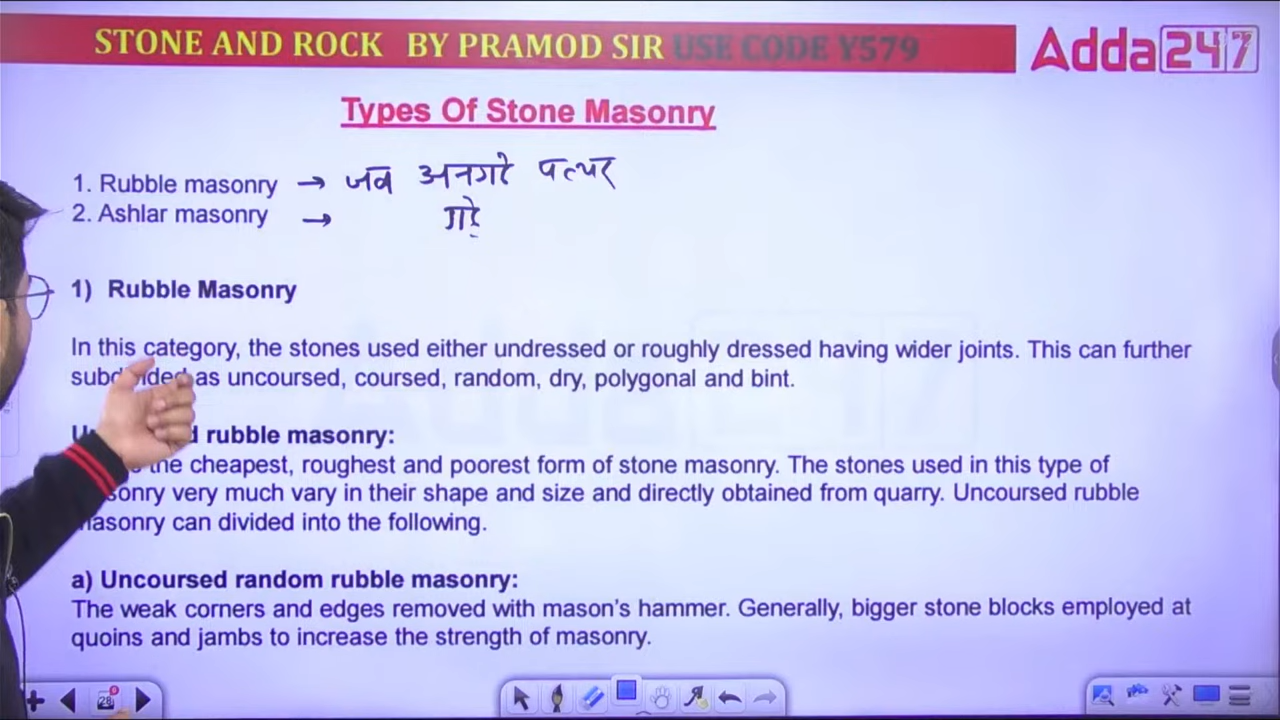 STONE AND ROCK BY PRAMOD SIR USE CODE Y579
Adda247
Types Of Stone Masonry
1. Rubble masonry → जब अनगढ़े पत्थर
2. Ashlar masonry → गढ़े
1) Rubble Masonry
In this category, the stones used either undressed or roughly dressed having wider joints. This can further
as uncoursed, coursed, random, dry, polygonal and bint.
rubble masonry:
the cheapest, roughest and poorest form of stone masonry. The stones used in this type of
very much vary in their shape and size and directly obtained from quarry. Uncoursed rubble
masonry can divided into the following.
a) Uncoursed random rubble masonry:
The weak corners and edges removed with mason's hammer. Generally, bigger stone blocks employed at
quoins and jambs to increase the strength of masonry.
28